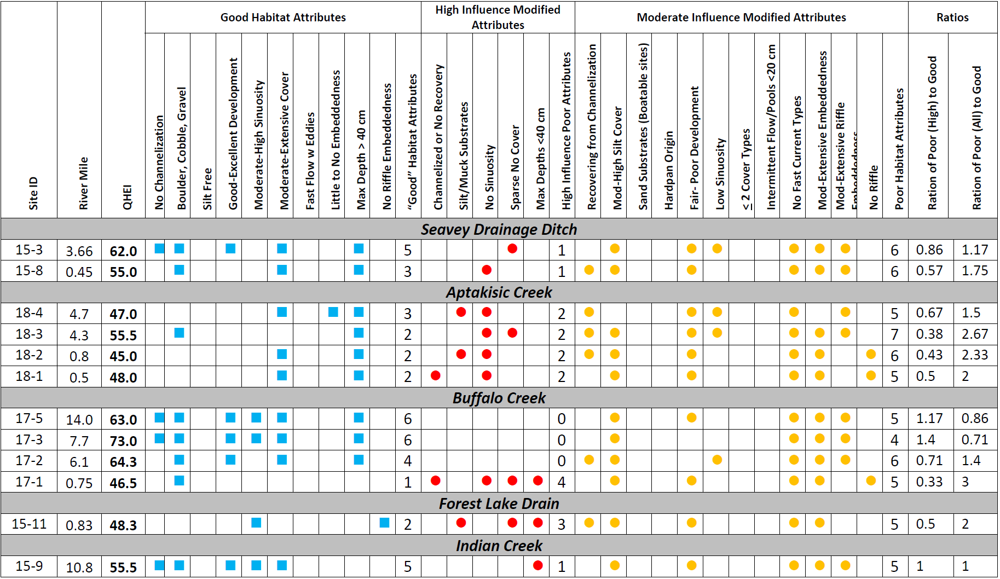 Good Habitat Attributes
High Influence Modified
Attributes
Moderate Influence Modified Attributes
Ratios
Site ID
River Mile
QHEI
No Channelization
Boulder, Cobble, Gravel
Silt Free
Good-Excellent Development
Moderate-High Sinuosity
Moderate-Extensive Cover
Fast Flow w Eddies
Little to No Embeddedness
Max Depth > 40 cm
No Riffle Embeddedness
“Good” Habitat Attributes
Channelized or No Recovery
Silt/Muck Substrates
No Sinuosity
Sparse No Cover
Max Depths <40 cm
High Influence Poor Attributes
Recovering from Channelization
Mod-High Silt Cover
Sand Substrates (Boatable sites)
Hardpan Origin
Fair- Poor Development
Low Sinuosity
< 2 Cover Types
Intermittent Flow/Pools <20 cm
No Fast Current Types
Mod-Extensive Embeddedness
Mod-Extensive Riffle
Embeddedness
No Riffle
Poor Habitat Attributes
Ration of Poor (High) to Good
Ration of Poor (All) to Good
Seavey Drainage Ditch
15-3 3.66 62.0 5 1 6 0.86 1.17
15-8 0.45 55.0 3 1 6 0.57 1.75
Aptakisic Creek
18-4 4.7 47.0 3 2 5 0.67 1.5
18-3 4.3 55.5 2 2 7 0.38 2.67
18-2 0.8 45.0 2 2 6 0.43 2.33
18-1 0.5 48.0 2 2 5 0.5 2
Buffalo Creek
17-5 14.0 63.0 6 0 5 1.17 0.86
17-3 7.7 73.0 6 0 4 1.4 0.71
17-2 6.1 64.3 4 0 6 0.71 1.4
17-1 0.75 46.5 1 4 5 0.33 3
Forest Lake Drain
15-11 0.83 48.3 2 3 5 0.5 2
Indian Creek
15-9 10.8 55.5 5 1 5 1 1